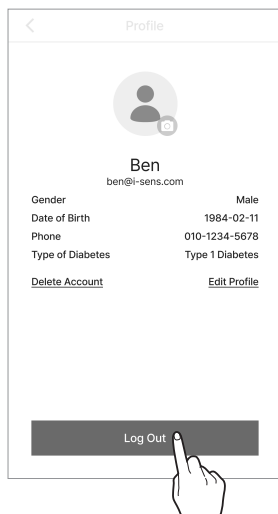 Profile
Ben
ben@i-sens.com
Gender Male
Date of Birth 1984-02-11
Phone 010-1234-5678
Type of Diabetes Type 1 Diabetes
Delete Account Edit Profile
Log Out